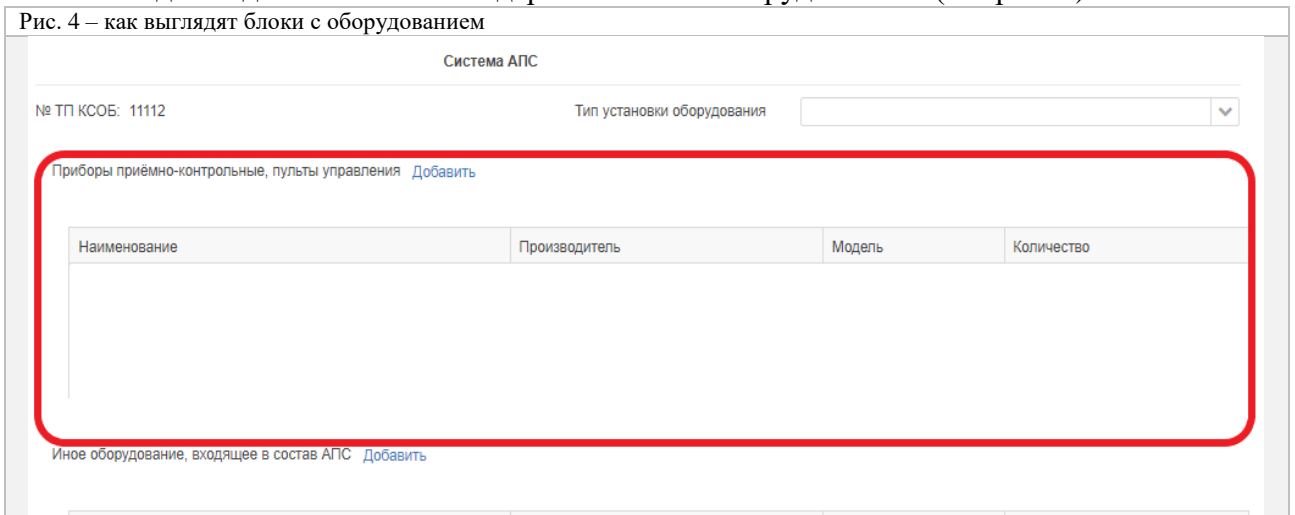 Рис. 4 – как выглядят блоки с оборудованием
Система АПС
№ ТП КСОБ: 11112 Тип установки оборудования
Приборы приёмно-контрольные, пульты управления Добавить
Наименование Производитель Модель Количество
Иное оборудование, входящее в состав АПС Добавить